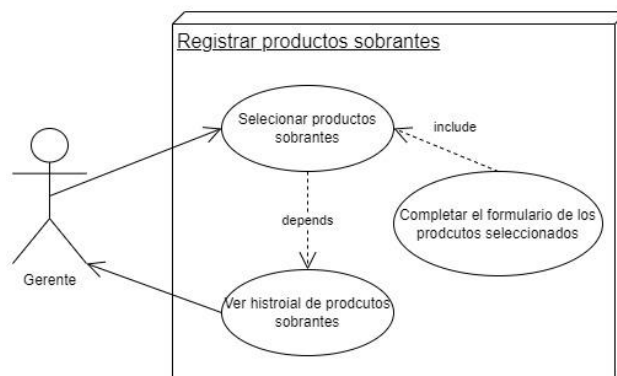 Registrar productos sobrantes
Selecionar productos
sobrantes
include
Completar el formulario de los
prodcutos seleccionados
depends
Gerente
Ver histroial de prodcutos
sobrantes